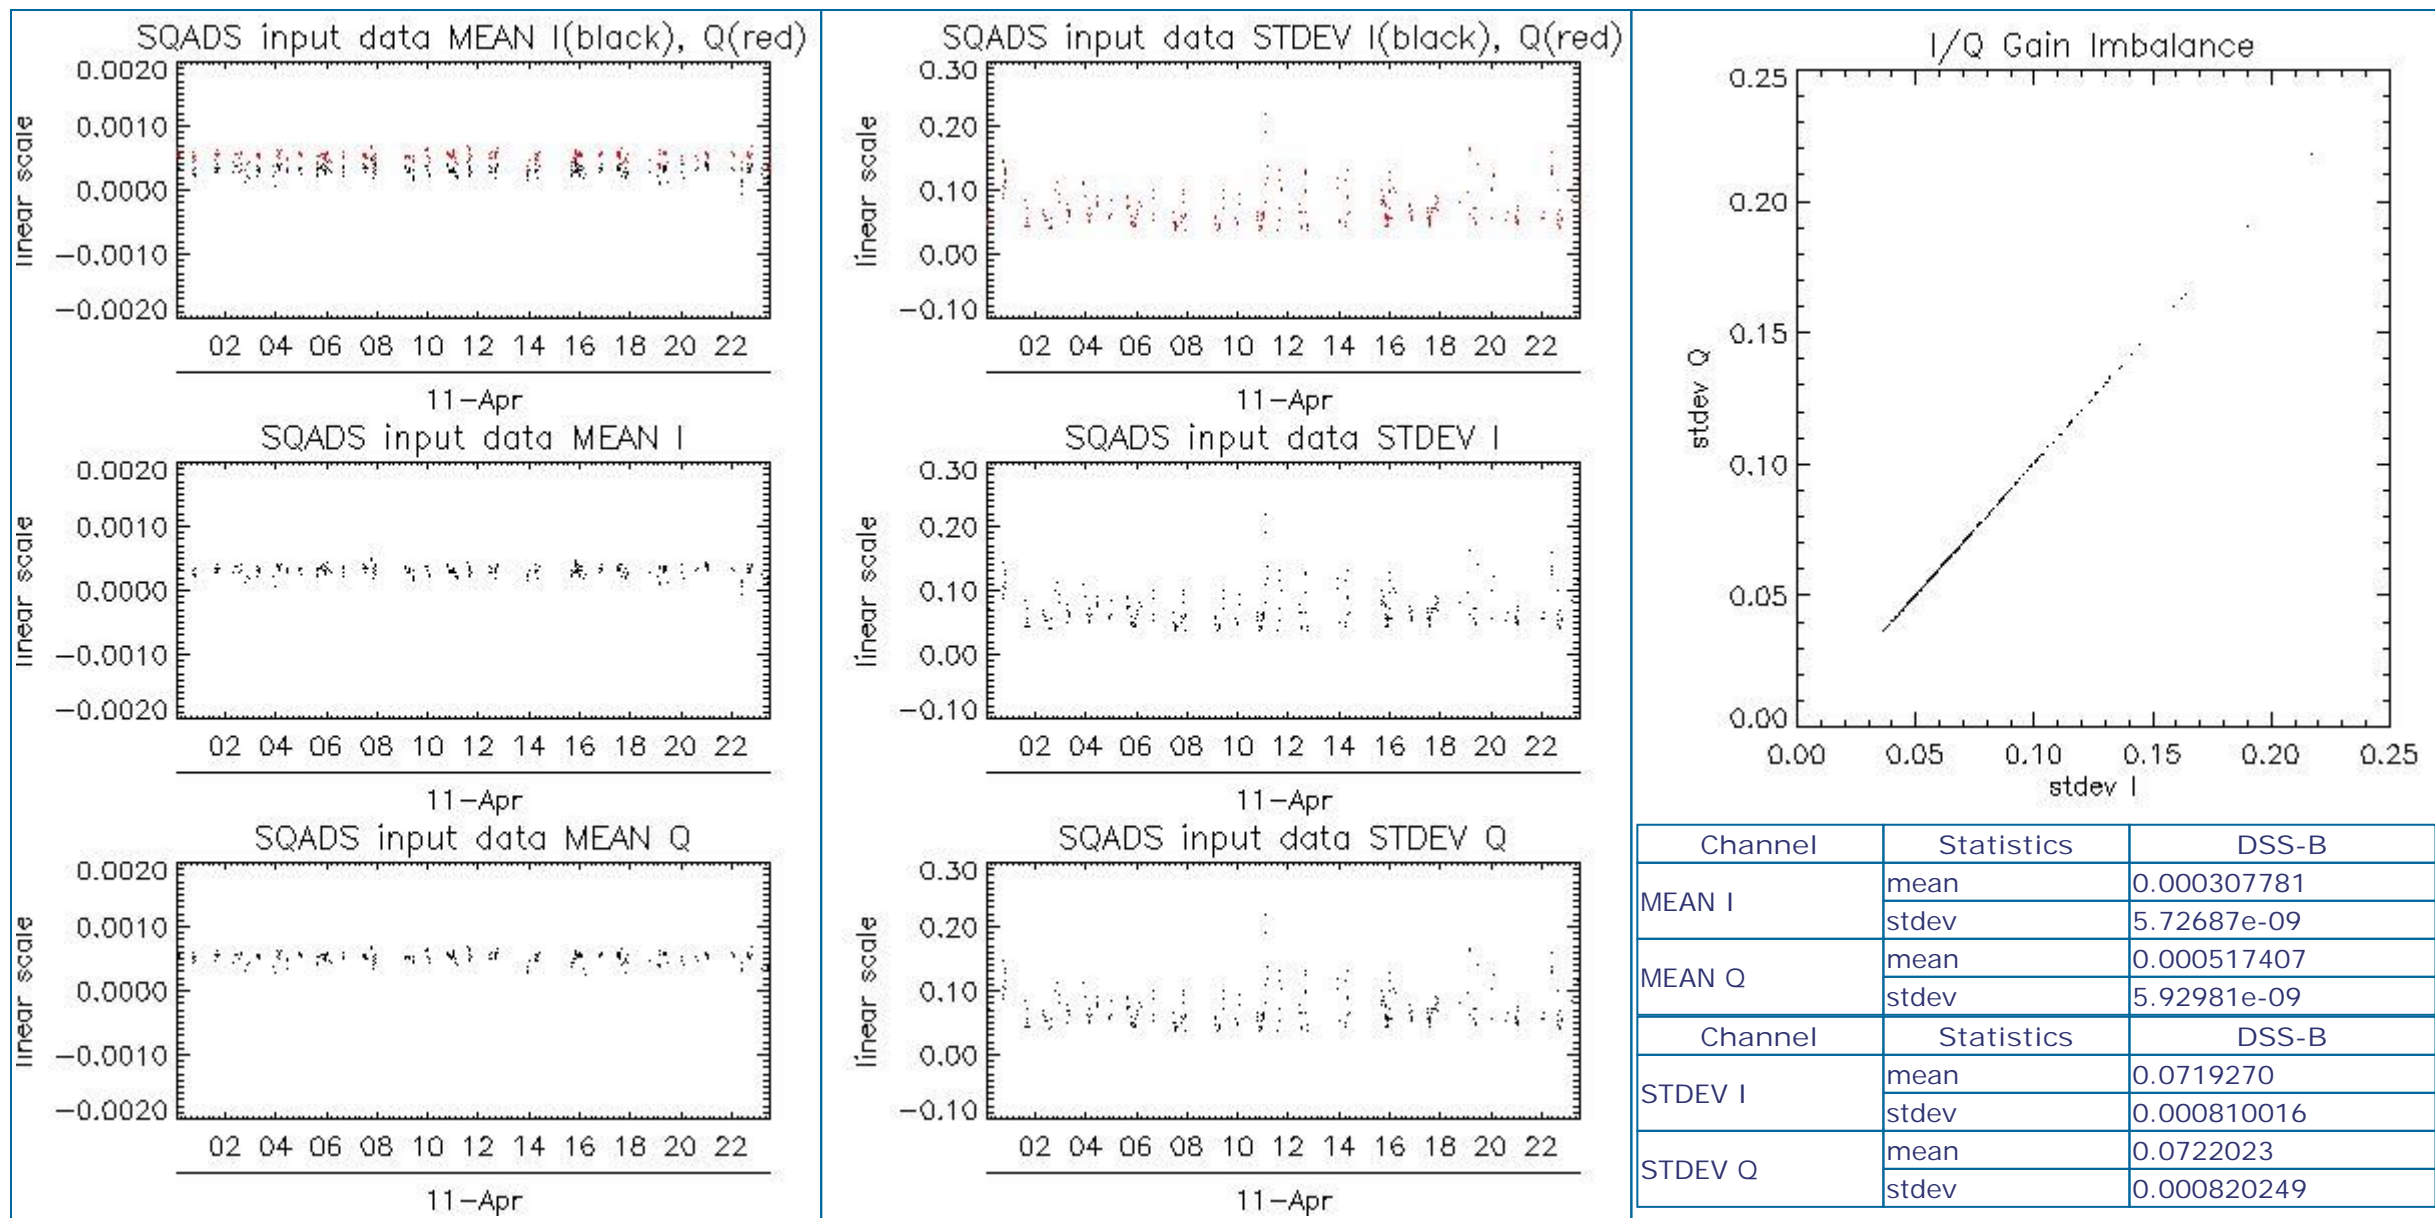 SQADS input data MEAN I(black), Q(red)
0.0020
0.0010
0.0000
−0.0010
−0.0020
linear scale
02 04 06 08 10 12 14 16 18 20 22
11−Apr
SQADS input data MEAN I
0.0020
0.0010
0.0000
−0.0010
−0.0020
linear scale
02 04 06 08 10 12 14 16 18 20 22
11−Apr
SQADS input data MEAN Q
0.0020
0.0010
0.0000
−0.0010
−0.0020
linear scale
02 04 06 08 10 12 14 16 18 20 22
11−Apr
SQADS input data STDEV I(black), Q(red)
0.30
0.20
0.10
0.00
−0.10
linear scale
02 04 06 08 10 12 14 16 18 20 22
11−Apr
SQADS input data STDEV I
0.30
0.20
0.10
0.00
−0.10
linear scale
02 04 06 08 10 12 14 16 18 20 22
11−Apr
SQADS input data STDEV Q
0.30
0.20
0.10
0.00
−0.10
linear scale
02 04 06 08 10 12 14 16 18 20 22
11−Apr
I/Q Gain Imbalance
0.25
0.20
0.15
0.10
0.05
0.00
stdev Q
0.00 0.05 0.10 0.15 0.20 0.25
stdev I
Channel Statistics DSS-B
MEAN I mean 0.000307781
stdev 5.72687e-09
MEAN Q mean 0.000517407
stdev 5.92981e-09
Channel Statistics DSS-B
STDEV I mean 0.0719270
stdev 0.000810016
STDEV Q mean 0.0722023
stdev 0.000820249